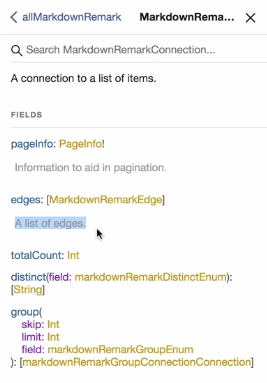 allMarkdownRemark MarkdownRema...
Search MarkdownRemarkConnection...
A connection to a list of items.
FIELDS
pageInfo: PageInfo!
Information to aid in pagination.
edges: [MarkdownRemarkEdge]
A list of edges.
totalCount: Int
distinct(field: markdownRemarkDistinctEnum):
[String]
group(
skip: Int
limit: Int
field: markdownRemarkGroupEnum
): [markdownRemarkGroupConnectionConnection]